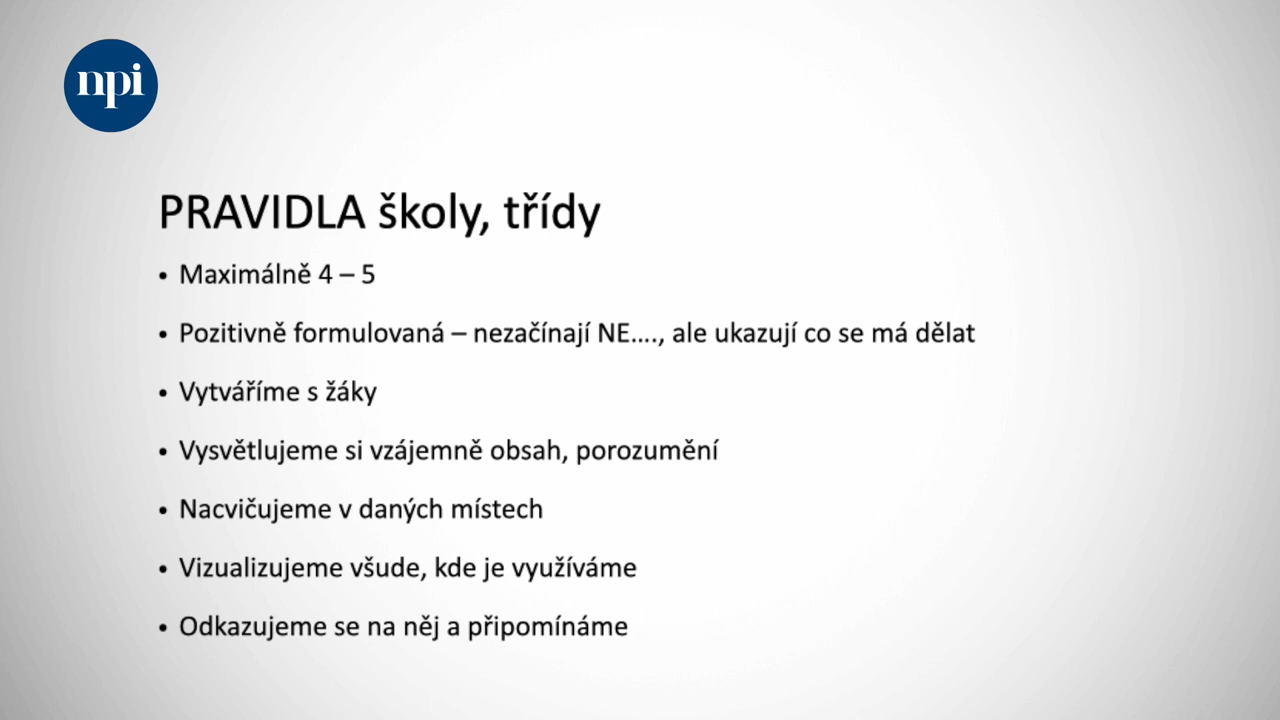 npi
PRAVIDLA školy, třídy
• Maximálně 4 – 5
• Pozitivně formulovaná – nezačínají NE...., ale ukazují co se má dělat
• Vytváříme s žáky
• Vysvětlujeme si vzájemně obsah, porozumění
• Nacvičujeme v daných místech
• Vizualizujeme všude, kde je využíváme
• Odkazujeme se na něj a připomínáme